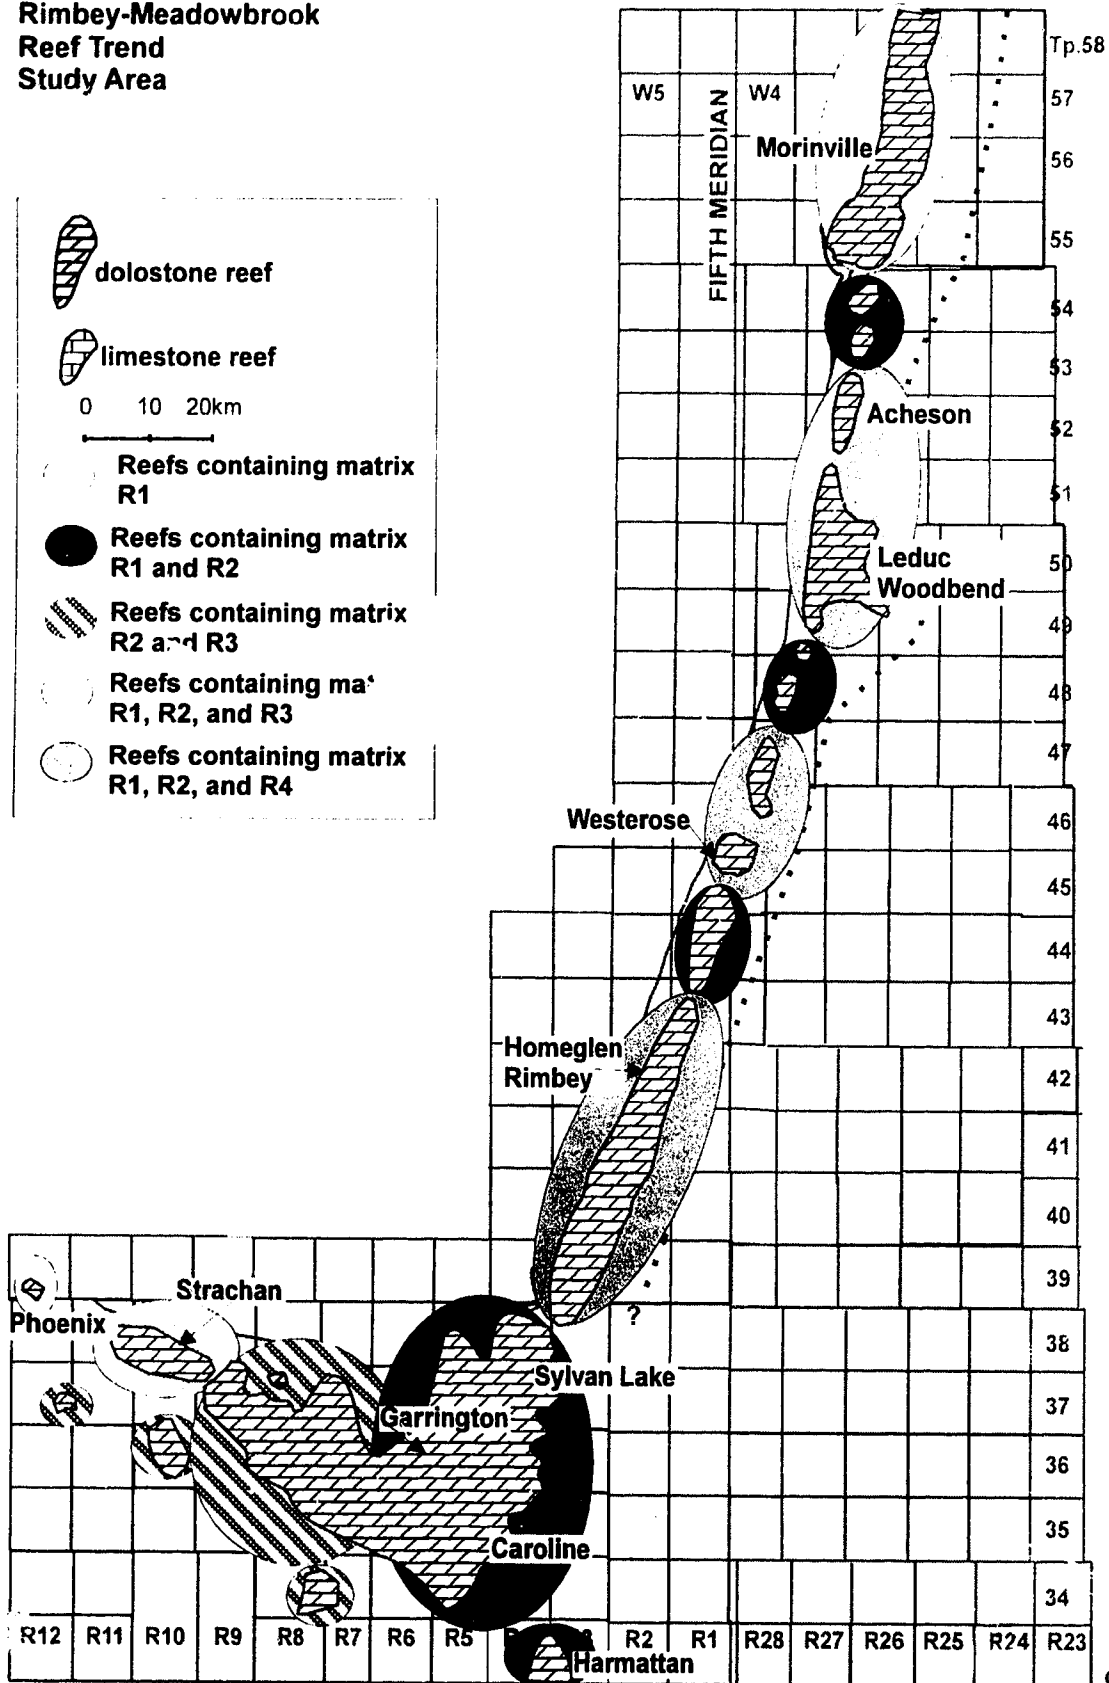 Rimbey-Meadowbrook
Reef Trend
Study Area
dolostone reef
limestone reef
0 10 20km
Reefs containing matrix
R1
Reefs containing matrix
R1 and R2
Reefs containing matrix
R2 and R3
Reefs containing
R1, R2, and R3
Reefs containing matrix
R1, R2, and R4
W5
W4
FIFTH MERIDIAN
Tp.58
57
Morinville
56
55
54
53
Acheson
52
51
Leduc
Woodbend
50
49
48
47
Westerose
46
45
44
43
Homeglen
Rimbey
42
41
40
39
?
Strachan
Phoenix
38
Sylvan Lake
37
Garrington
36
35
Caroline
34
R12 R11 R10 R9 R8 R7 R6 R5 R2 R1 R28 R27 R26 R25 R24 R23
Harmattan